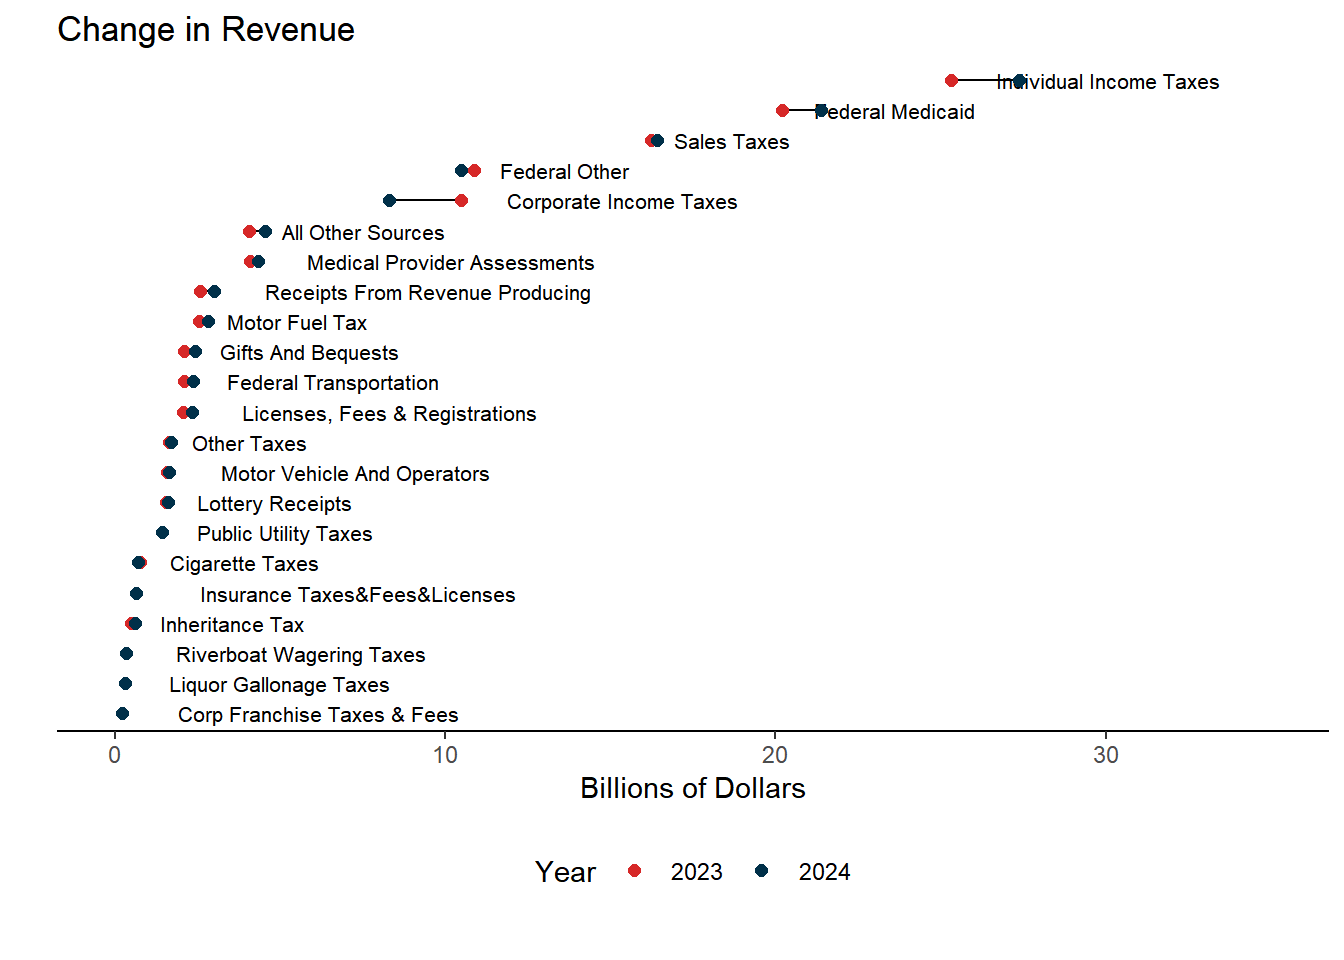 Change in Revenue
Individual Income Taxes
Federal Medicaid
Sales Taxes
Federal Other
Corporate Income Taxes
All Other Sources
Medical Provider Assessments
Receipts From Revenue Producing
Motor Fuel Tax
Gifts And Bequests
Federal Transportation
Licenses, Fees & Registrations
Other Taxes
Motor Vehicle And Operators
Lottery Receipts
Public Utility Taxes
Cigarette Taxes
Insurance Taxes&Fees&Licenses
Inheritance Tax
Riverboat Wagering Taxes
Liquor Gallonage Taxes
Corp Franchise Taxes & Fees
0 10 20 30
Billions of Dollars
Year 2023 2024